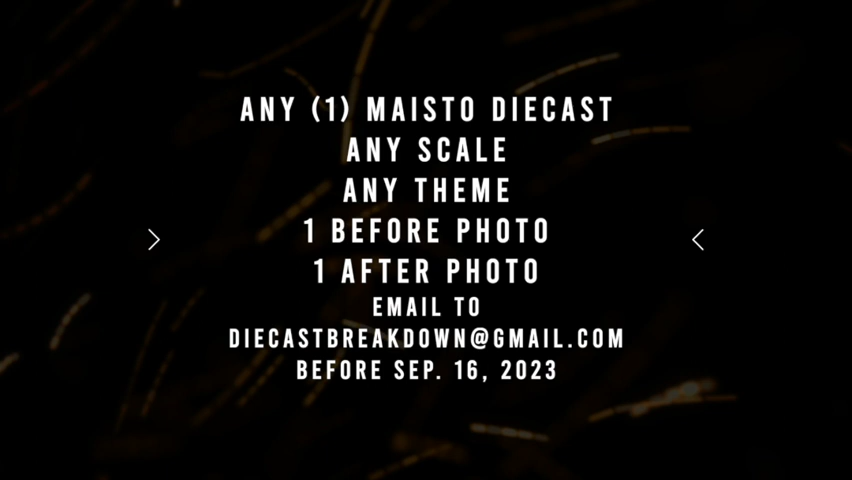 ANY (1) MAISTO DIECAST
ANY SCALE
ANY THEME
1 BEFORE PHOTO
1 AFTER PHOTO
EMAIL TO
DIECASTBREAKDOWN@GMAIL.COM
BEFORE SEP. 16, 2023